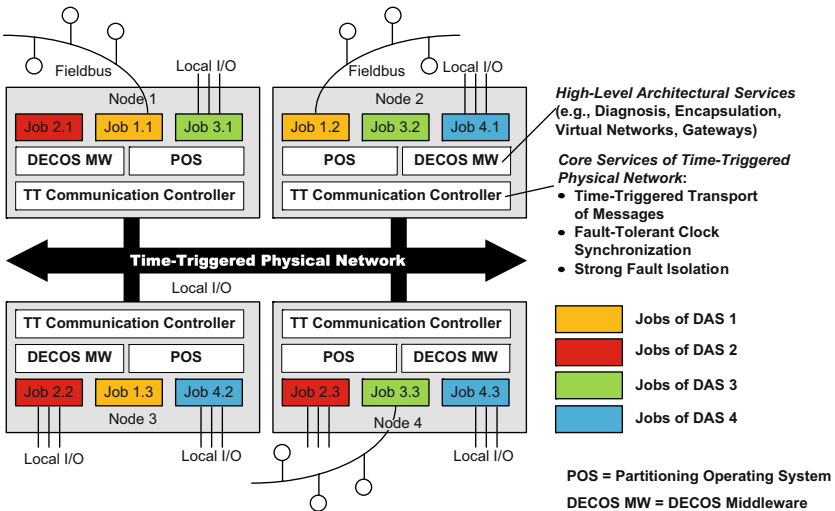 Fieldbus
Local I/O
Node 1
Job 2.1
Job 1.1
Job 3.1
DECOS MW
POS
TT Communication Controller
Fieldbus
Local I/O
Node 2
Job 1.2
Job 3.2
Job 4.1
POS
DECOS MW
TT Communication Controller
High-Level Architectural Services
(e.g., Diagnosis, Encapsulation,
Virtual Networks, Gateways)
Core Services of Time-Triggered
Physical Network:
• Time-Triggered Transport
of Messages
• Fault-Tolerant Clock
Synchronization
• Strong Fault Isolation
Time-Triggered Physical Network
Local I/O
TT Communication Controller
DECOS MW
POS
Job 2.2
Job 1.3
Job 4.2
Node 3
Local I/O
Local I/O
TT Communication Controller
POS
DECOS MW
Job 2.3
Job 3.3
Job 4.3
Node 4
Local I/O
Jobs of DAS 1
Jobs of DAS 2
Jobs of DAS 3
Jobs of DAS 4
POS = Partitioning Operating System
DECOS MW = DECOS Middleware